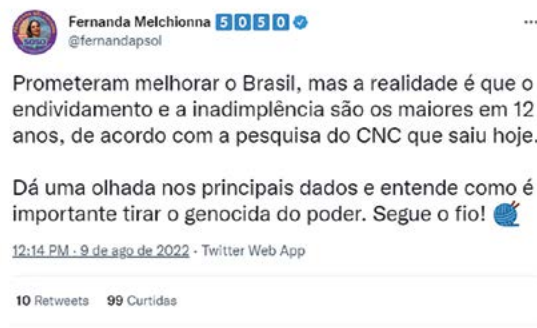 Fernanda Melchionna 5050
@fernandapsol
...
Prometeram melhorar o Brasil, mas a realidade é que o
endividamento e a inadimplência são os maiores em 12
anos, de acordo com a pesquisa do CNC que saiu hoje.
Dá uma olhada nos principais dados e entende como é
importante tirar o genocida do poder. Segue o fio! 🧶
12:14 PM · 9 de ago de 2022 · Twitter Web App
10 Retweets 99 Curtidas